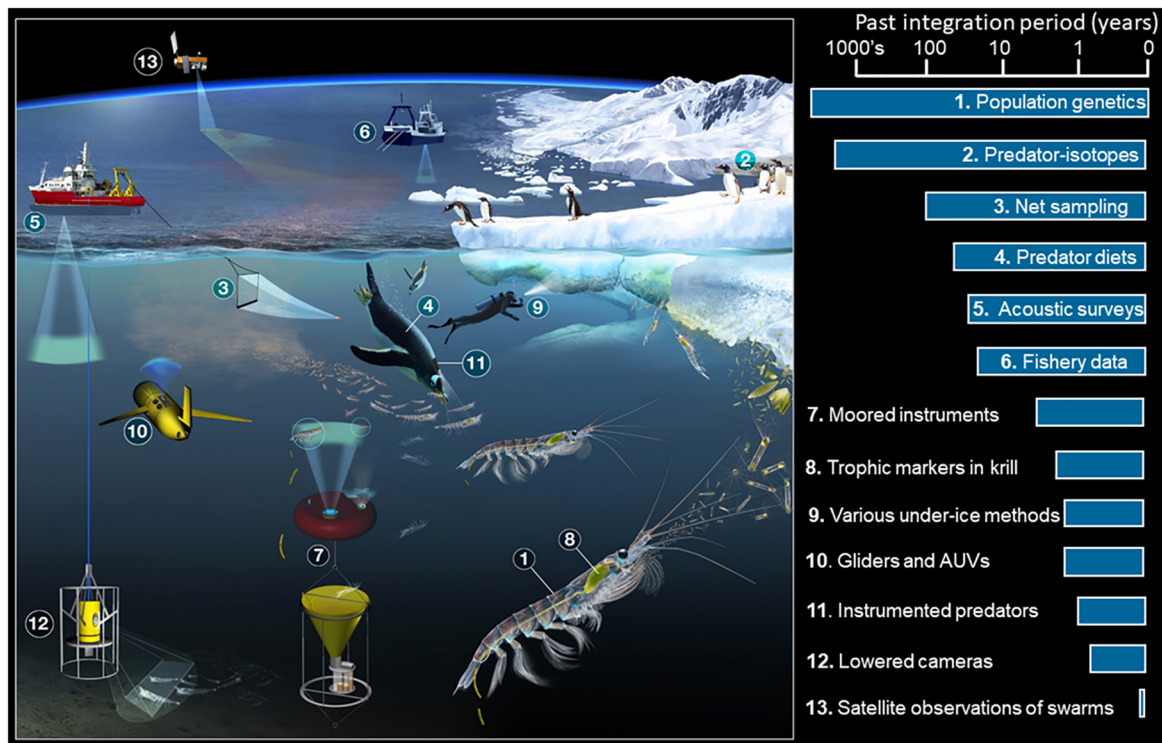 Past integration period (years)
1000's 100 10 1 0
1. Population genetics
2. Predator-isotopes
3. Net sampling
4. Predator diets
5. Acoustic surveys
6. Fishery data
7. Moored instruments
8. Trophic markers in krill
9. Various under-ice methods
10. Gliders and AUVs
11. Instrumented predators
12. Lowered cameras
13. Satellite observations of swarms
13
6
2
5
3
4
9
11
10
7
1
8
12